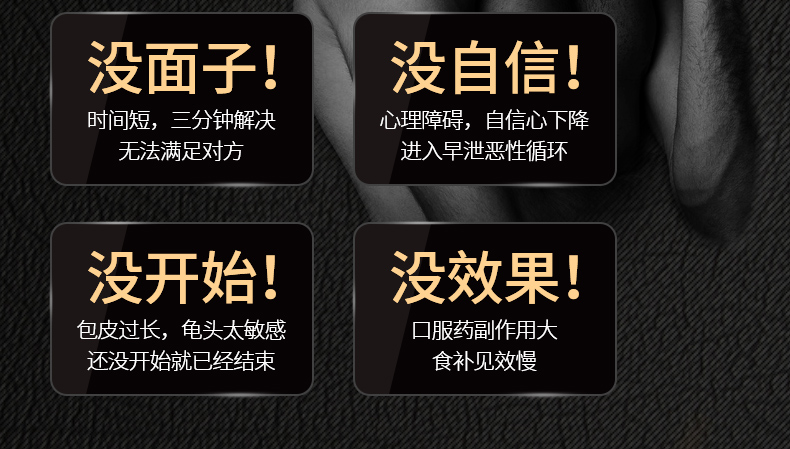 没面子！
时间短，三分钟解决
无法满足对方
没自信！
心理障碍，自信心下降
进入早泄恶性循环
没开始！
包皮过长，龟头太敏感
还没开始就已经结束
没效果！
口服药副作用大
食补见效慢